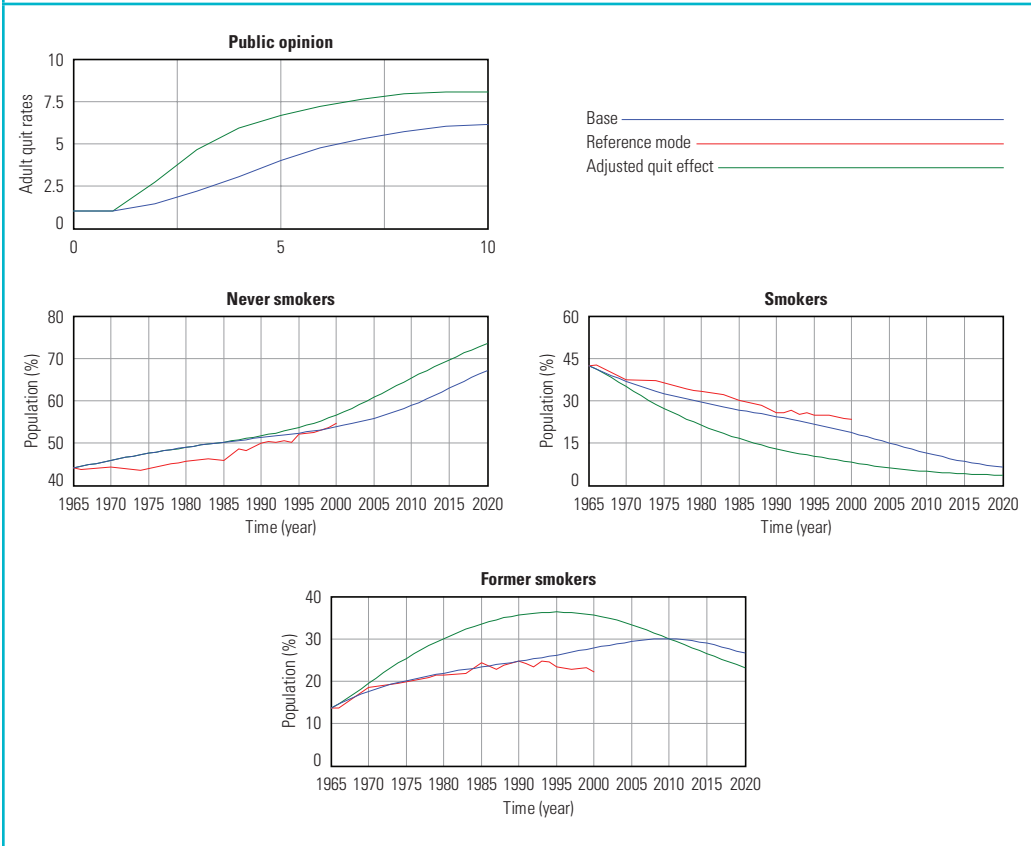 Public opinion
Adult quit rates
10
7.5
5
2.5
0
0 5 10
Base
Reference mode
Adjusted quit effect
Never smokers
Population (%)
80
70
60
50
40
1965 1970 1975 1980 1985 1990 1995 2000 2005 2010 2015 2020
Time (year)
Smokers
Population (%)
60
45
30
15
0
1965 1970 1975 1980 1985 1990 1995 2000 2005 2010 2015 2020
Time (year)
Former smokers
Population (%)
40
30
20
10
0
1965 1970 1975 1980 1985 1990 1995 2000 2005 2010 2015 2020
Time (year)